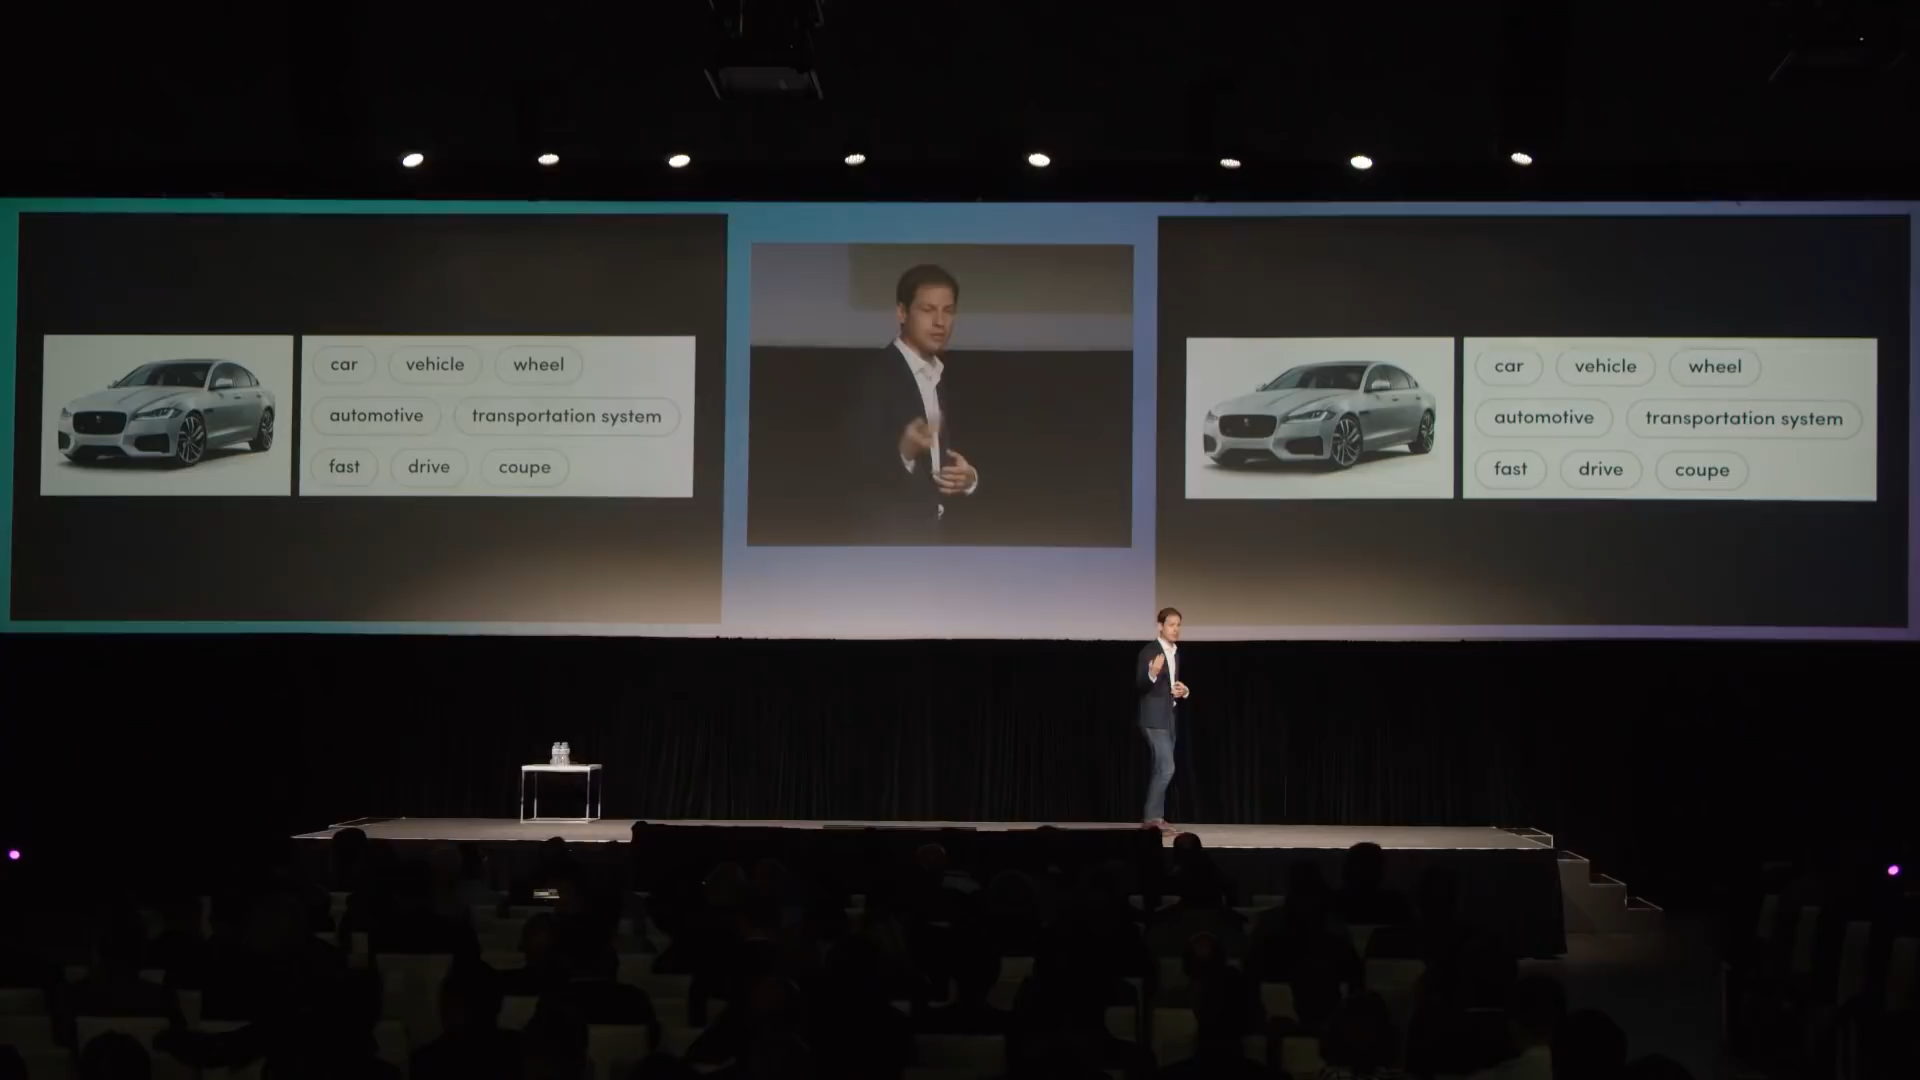 car vehicle wheel
automotive transportation system
fast drive coupe
car vehicle wheel
automotive transportation system
fast drive coupe